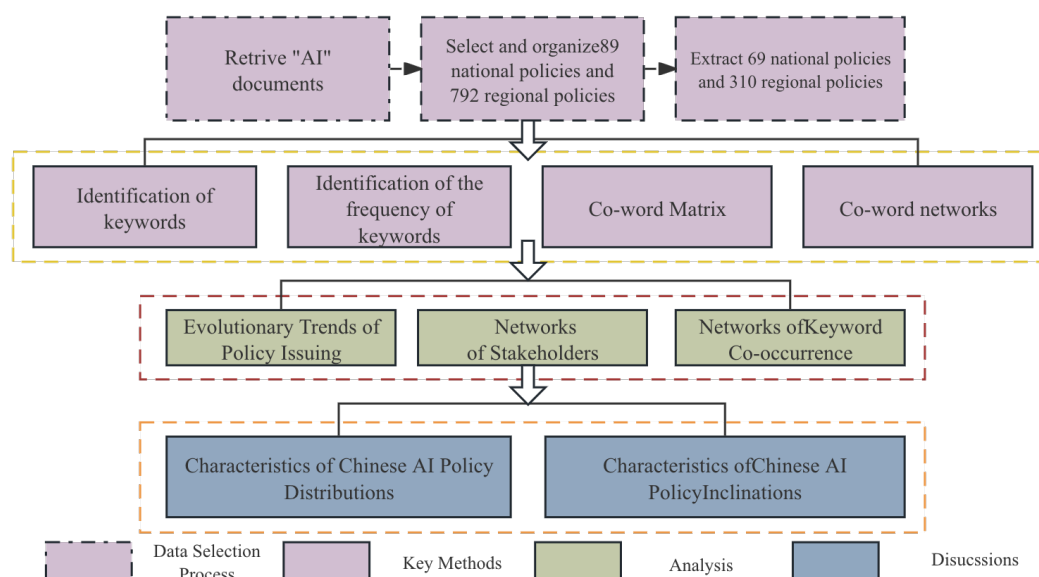 Retrive "AI"
documents
Select and organize89
national policies and
792 regional policies
Extract 69 national policies
and 310 regional policies
Identification of
keywords
Identification of the
frequency of
keywords
Co-word Matrix
Co-word networks
Evolutionary Trends of
Policy Issuing
Networks
of Stakeholders
Networks ofKeyword
Co-occurrence
Characteristics of Chinese AI Policy
Distributions
Characteristics ofChinese AI
PolicyInclinations
Data Selection
Process
Key Methods
Analysis
Disucssions